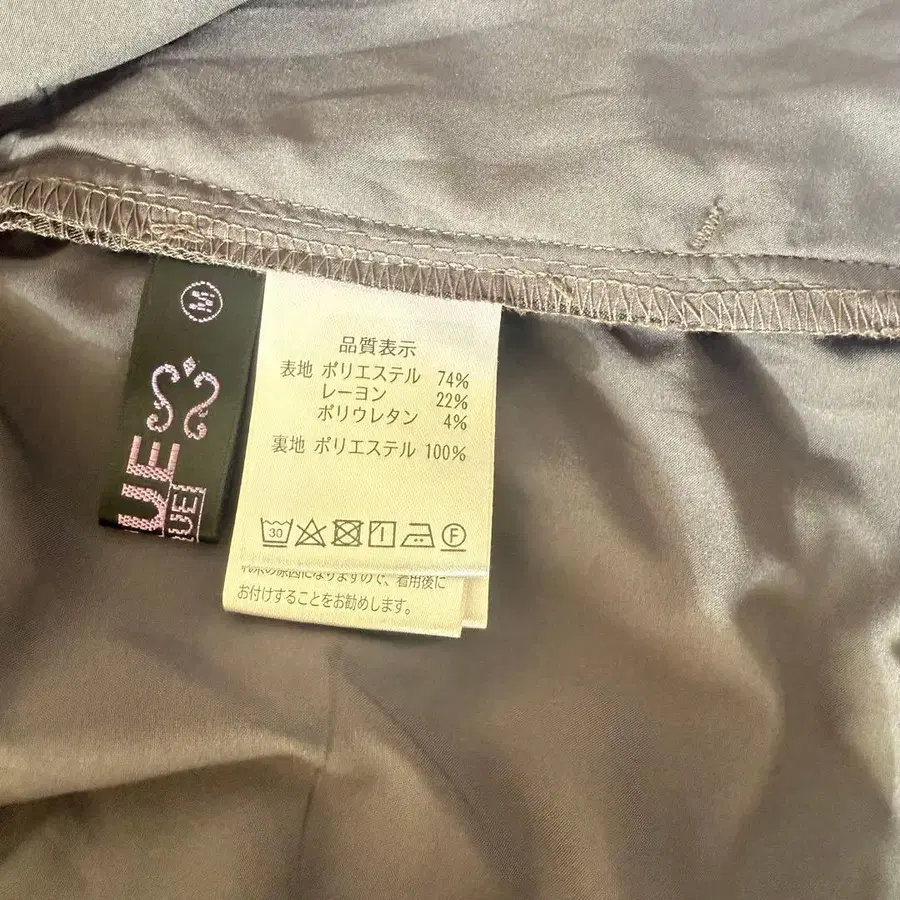 M
UE
UE
品質表示
表地 ポリエステル 74%
レーヨン 22%
ポリウレタン 4%
裏地 ポリエステル 100%
30 F
原因になりますので、着用後に
お付けすることをお勧めします。